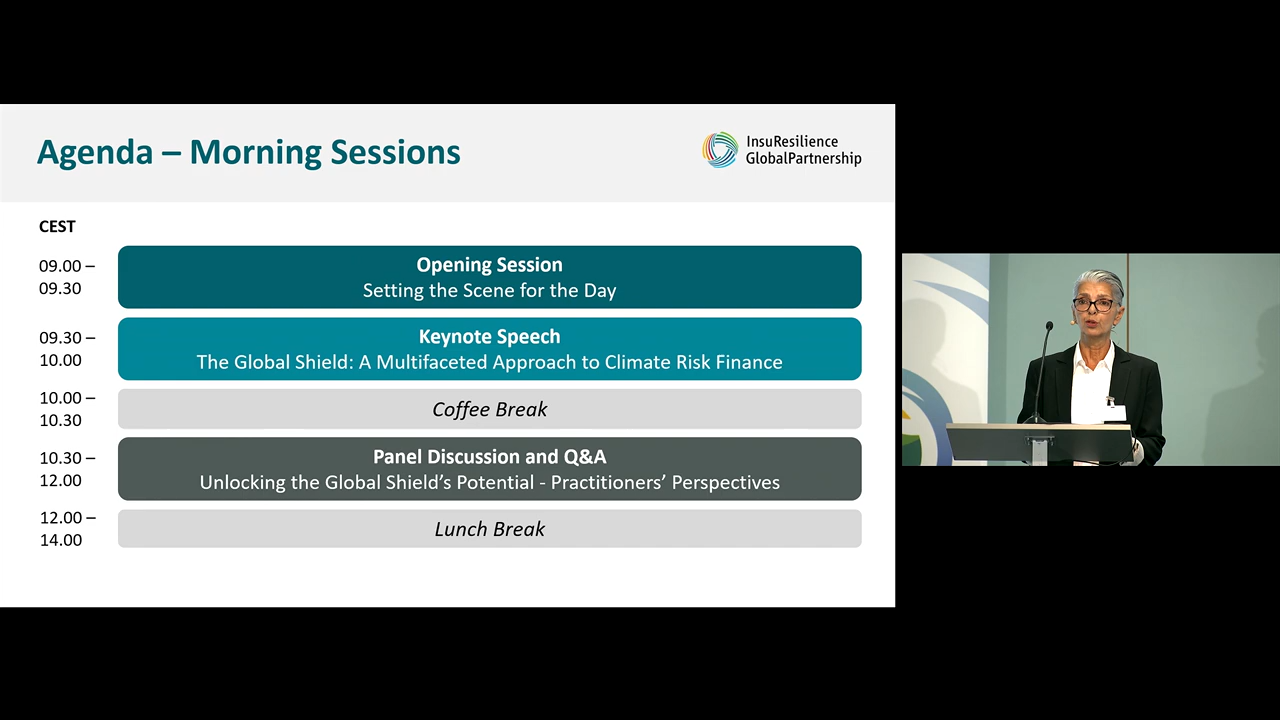 Agenda – Morning Sessions
InsuResilience
GlobalPartnership
CEST
09.00 –
09.30
Opening Session
Setting the Scene for the Day
09.30 –
10.00
Keynote Speech
The Global Shield: A Multifaceted Approach to Climate Risk Finance
10.00 –
10.30
Coffee Break
10.30 –
12.00
Panel Discussion and Q&A
Unlocking the Global Shield's Potential - Practitioners' Perspectives
12.00 –
14.00
Lunch Break